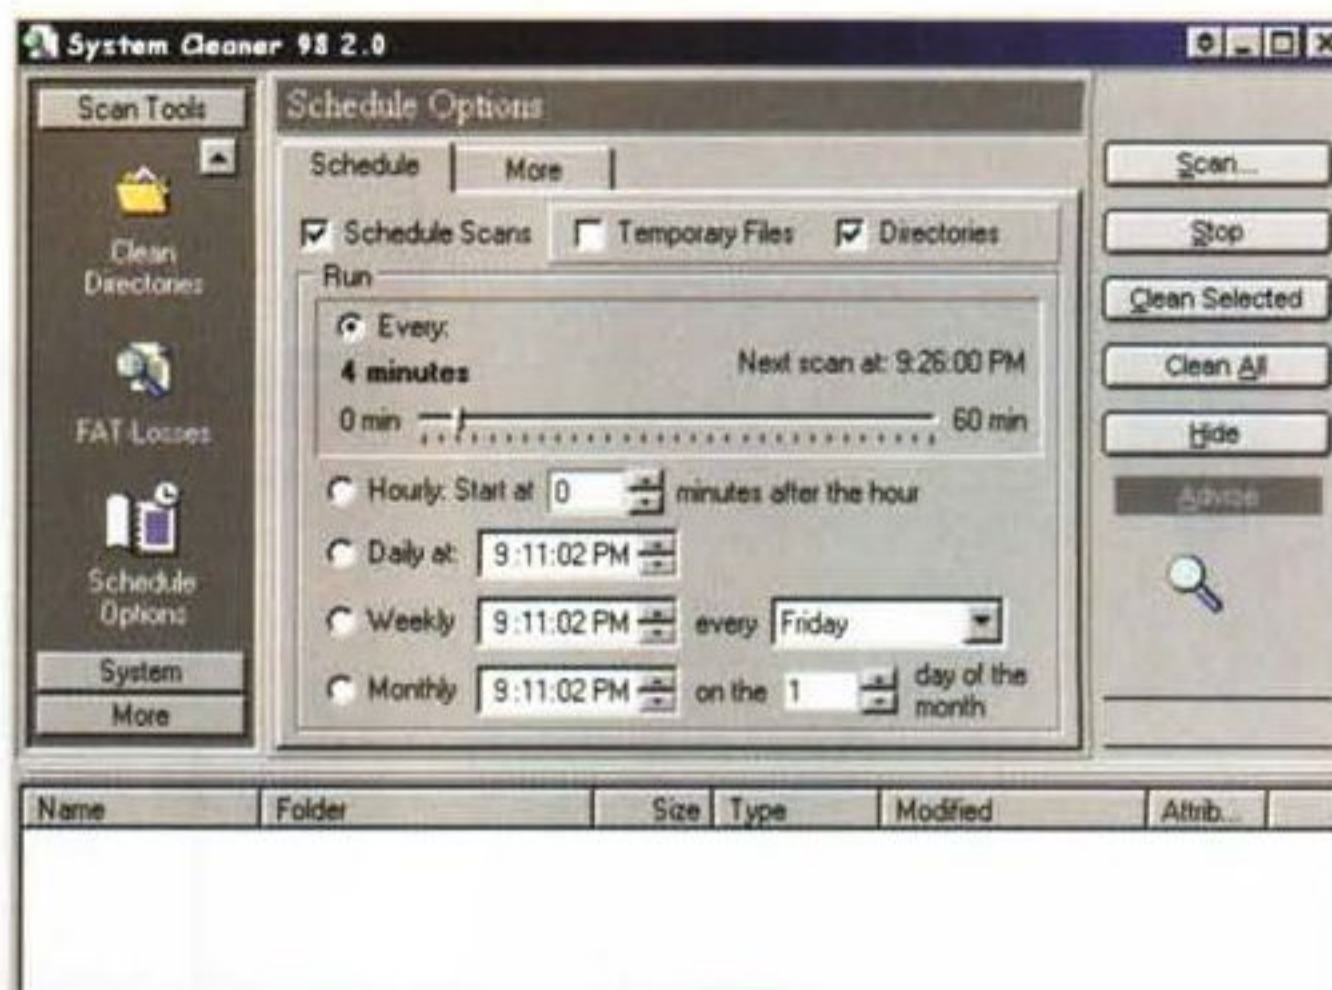 System Cleaner 98 2.0
Scan Tools
Clean
Directories
FAT-Losses
Schedule
Options
System
More
Schedule Options
Schedule
More
Schedule Scans
Temporary Files
Directories
Run
Every:
4 minutes
Next scan at: 9:26:00 PM
0 min
60 min
Hourly: Start at 0 minutes after the hour
Daily at: 9:11:02 PM
Weekly 9:11:02 PM every Friday
Monthly 9:11:02 PM on the 1 day of the
month
Scan...
Stop
Clean Selected
Clean All
Hide
Advise
Name Folder Size Type Modified Attrib...